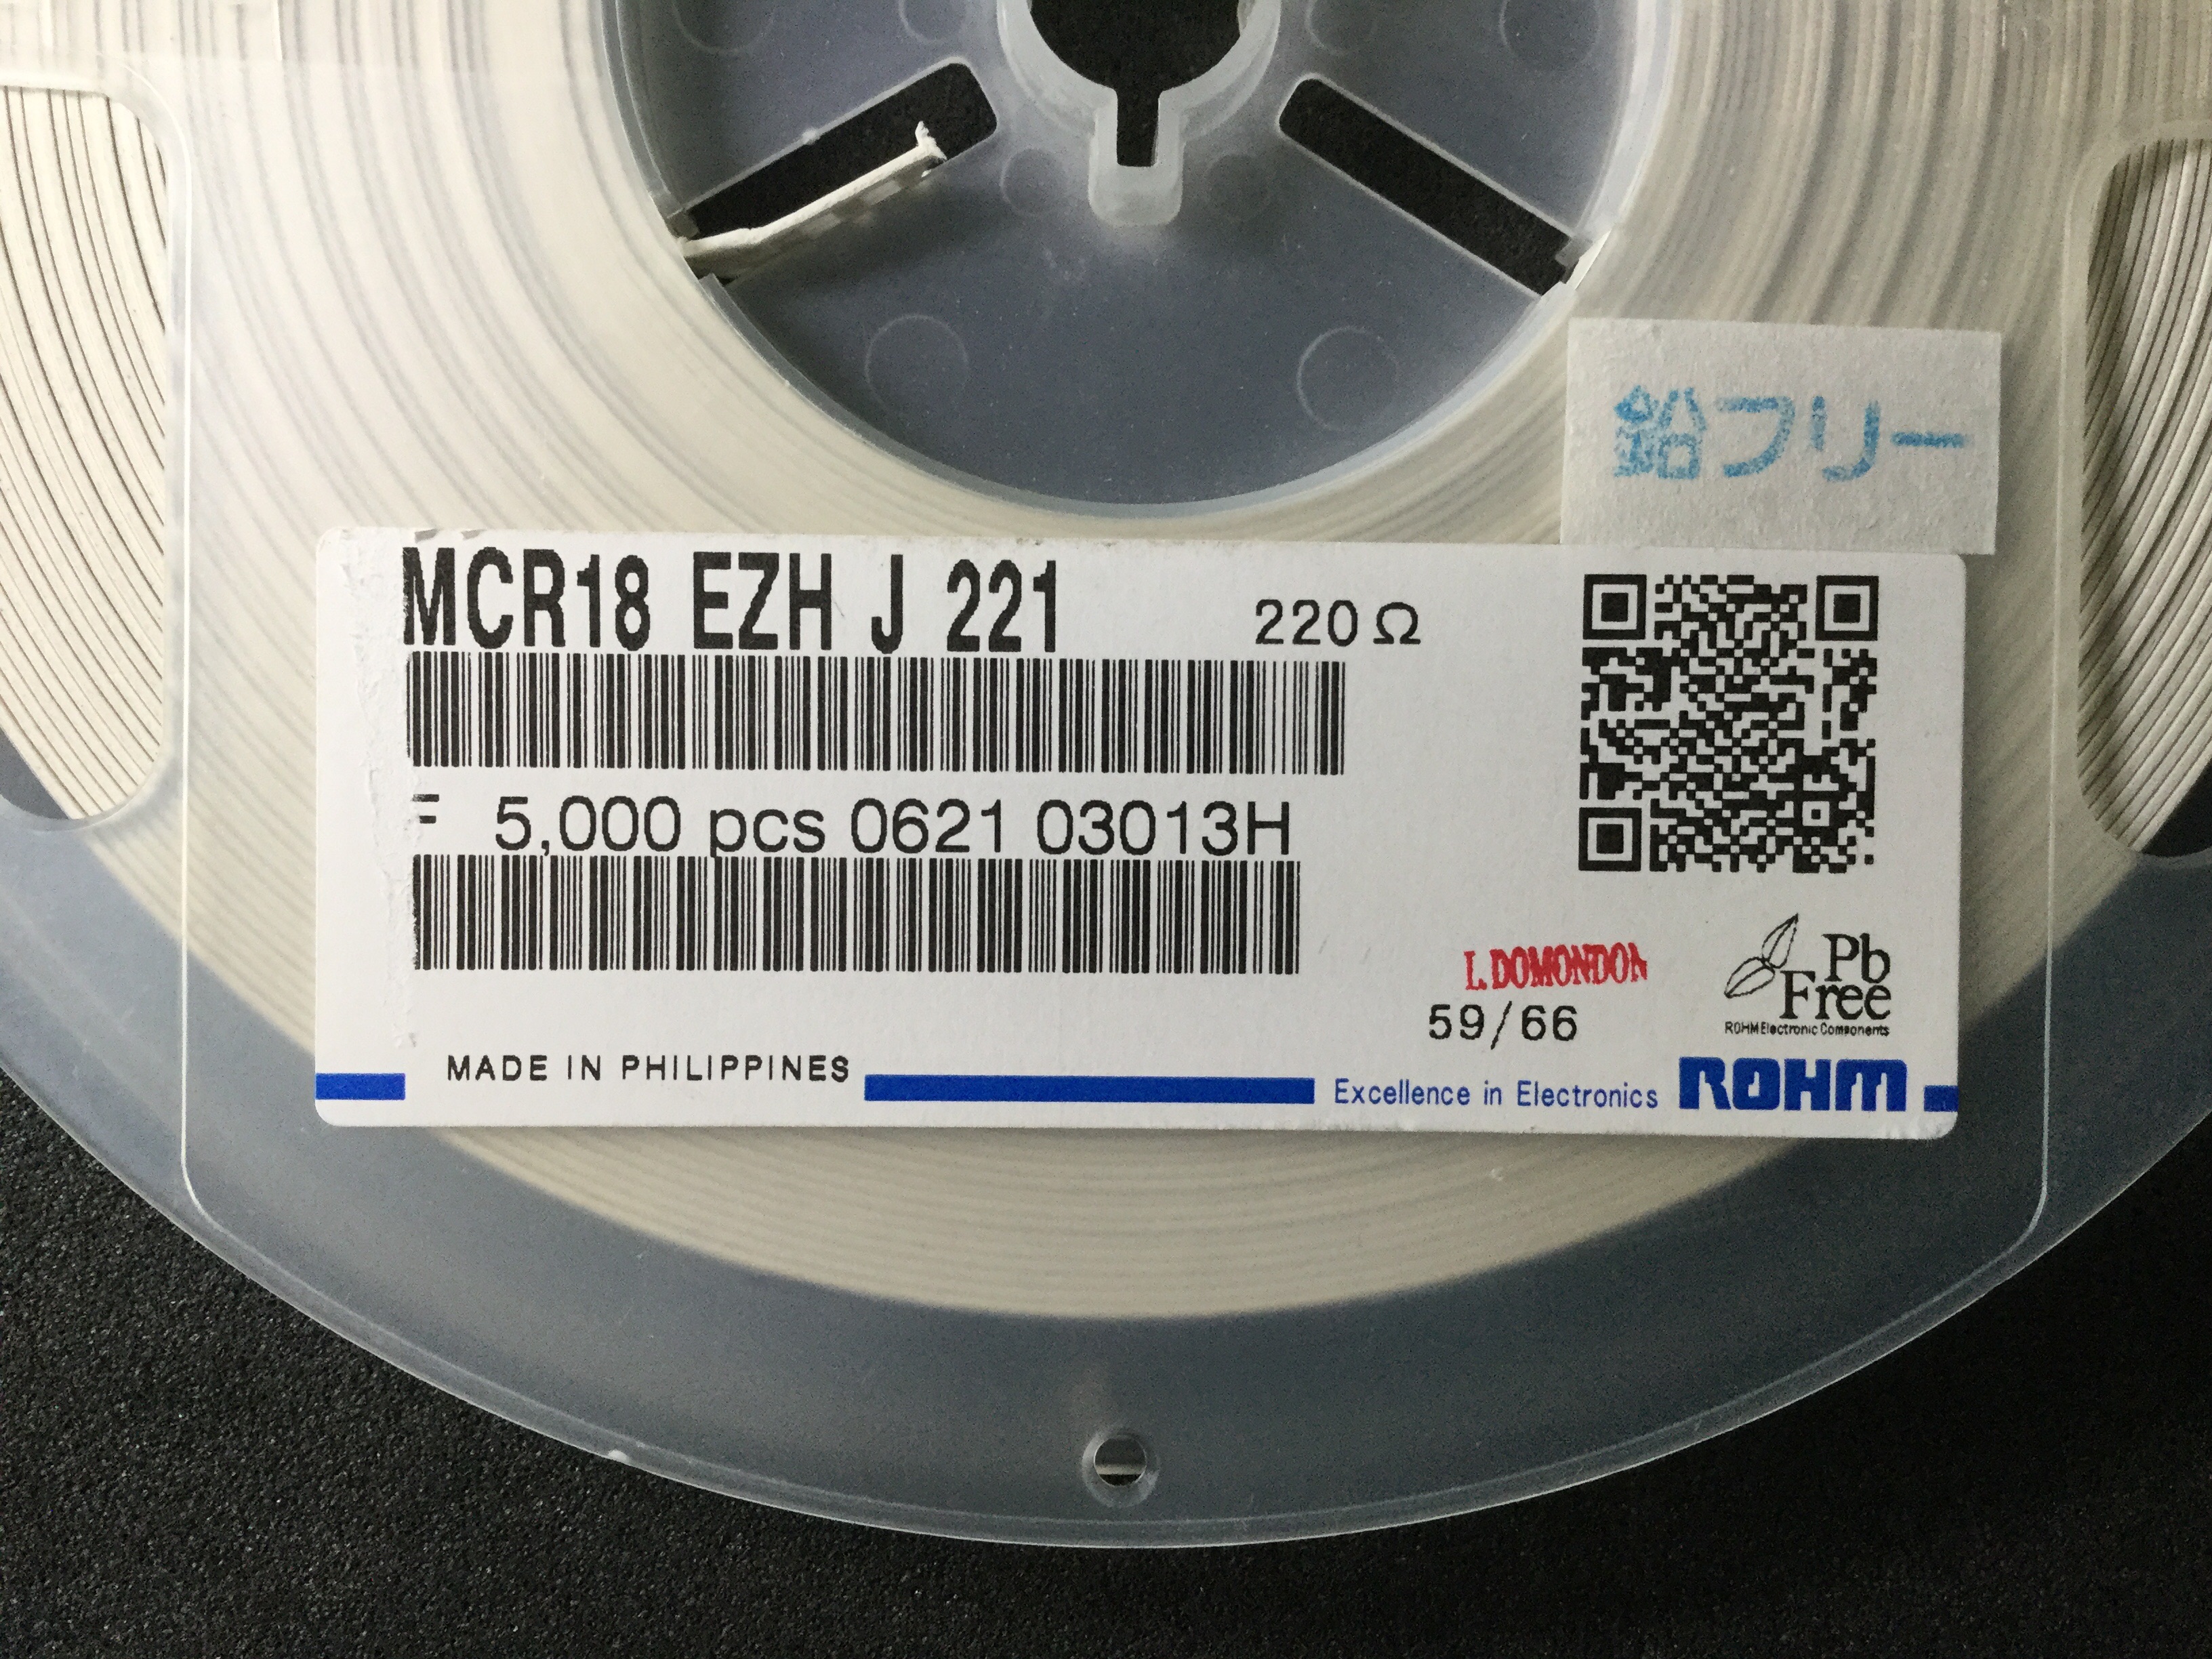 鉛フリー
MCR18 EZH J 221
220Ω
5,000 pcs 0621 03013H
L.DOMONDON
59/66
Pb
Free
ROHM Electronic Components
MADE IN PHILIPPINES
Excellence in Electronics ROHM